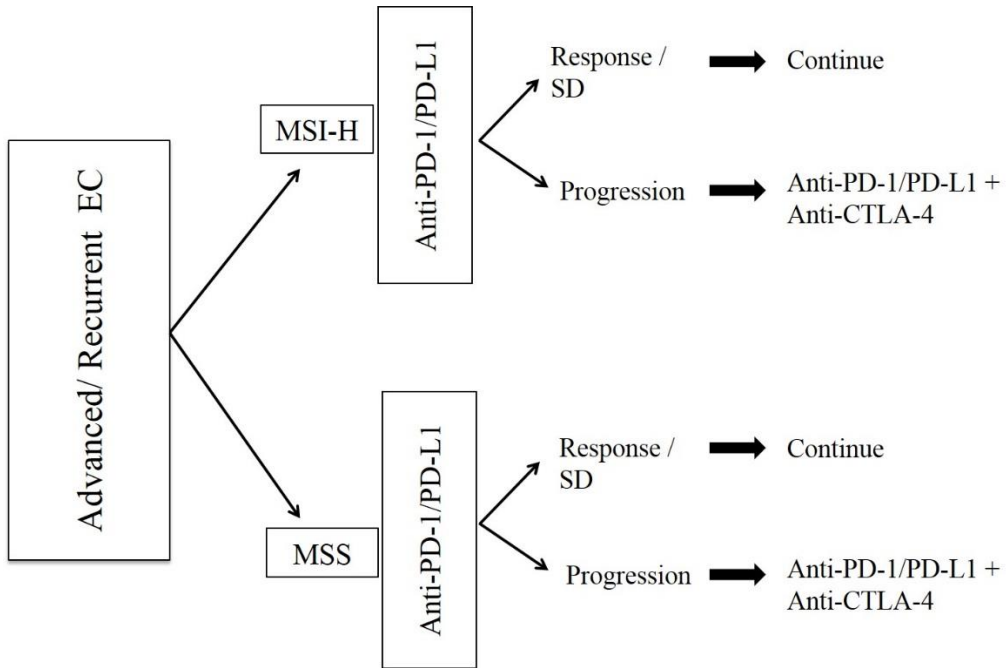 Advanced/ Recurrent EC
MSI-H
Anti-PD-1/PD-L1
Response /
SD
Continue
Progression
Anti-PD-1/PD-L1 +
Anti-CTLA-4
MSS
Anti-PD-1/PD-L1
Response /
SD
Continue
Progression
Anti-PD-1/PD-L1 +
Anti-CTLA-4